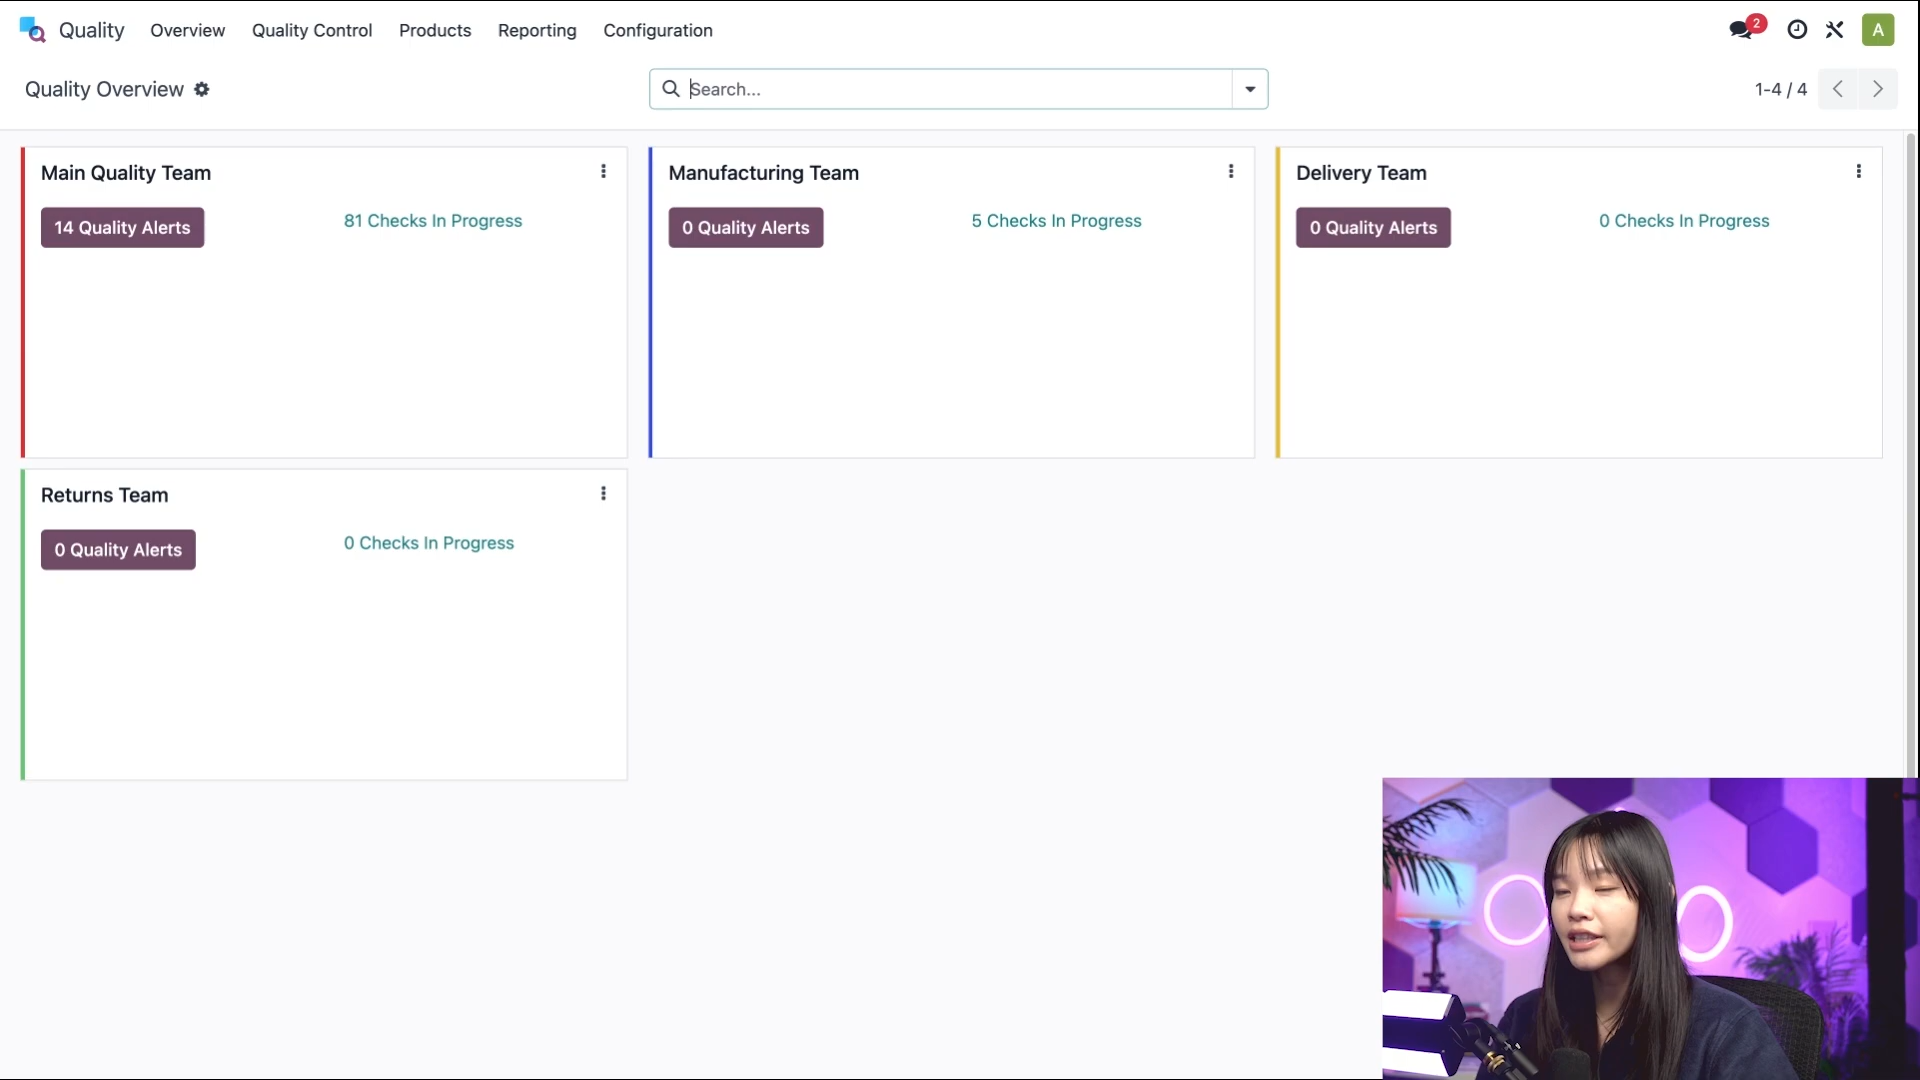 Quality Overview Quality Control Products Reporting Configuration 2 A
Quality Overview Search... 1-4 / 4
Main Quality Team
14 Quality Alerts 81 Checks In Progress
Manufacturing Team
0 Quality Alerts 5 Checks In Progress
Delivery Team
0 Quality Alerts 0 Checks In Progress
Returns Team
0 Quality Alerts 0 Checks In Progress